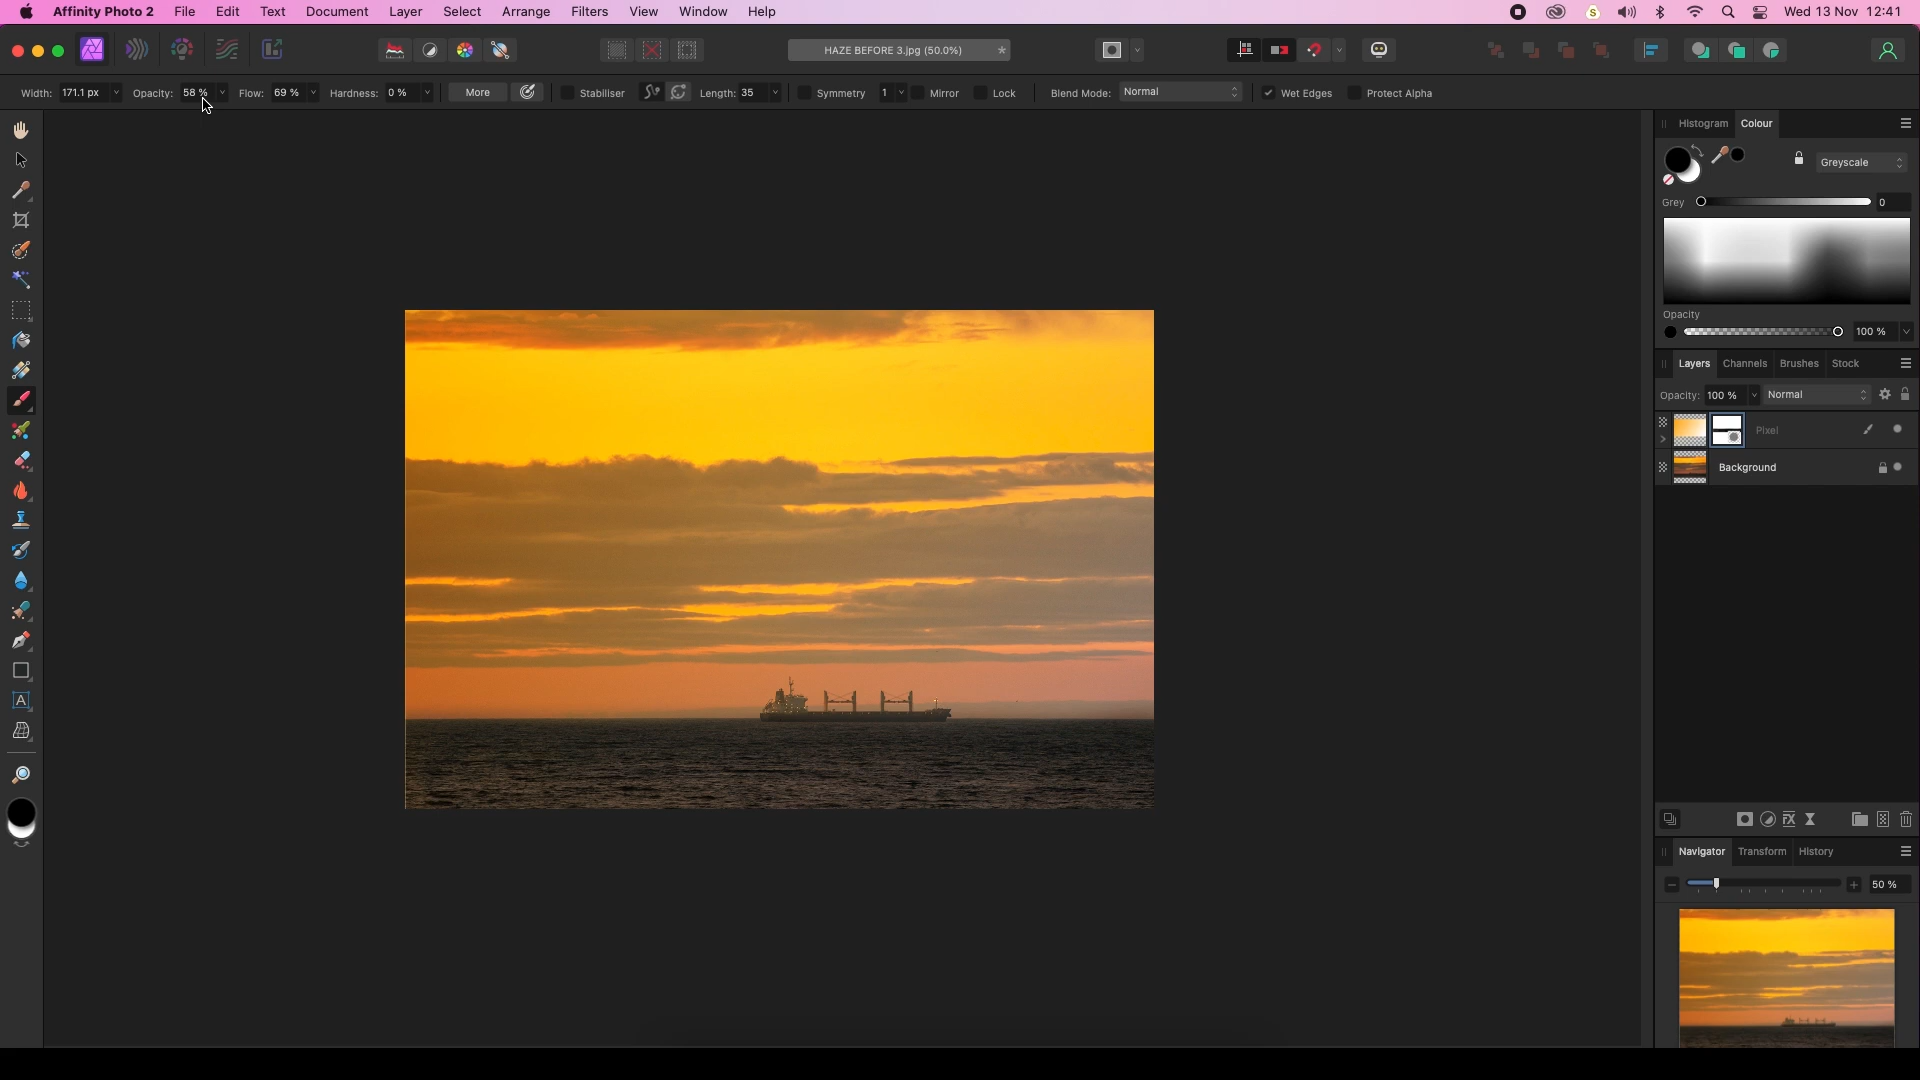 Affinity Photo 2 File Edit Text Document Layer Select Arrange Filters View Window Help S Wed 13 Nov 12:41
HAZE BEFORE 3.jpg (50.0%) *
Width: 171.1 px Opacity: 58 % Flow: 69 % Hardness: 0 % More Stabiliser Length: 35 Symmetry 1 Mirror Lock Blend Mode: Normal Wet Edges Protect Alpha
Histogram Colour
Greyscale
Grey 0
Opacity
100 %
Layers Channels Brushes Stock
Opacity: 100 % Normal
Pixel
Background
A
FX
Navigator Transform History
50 %